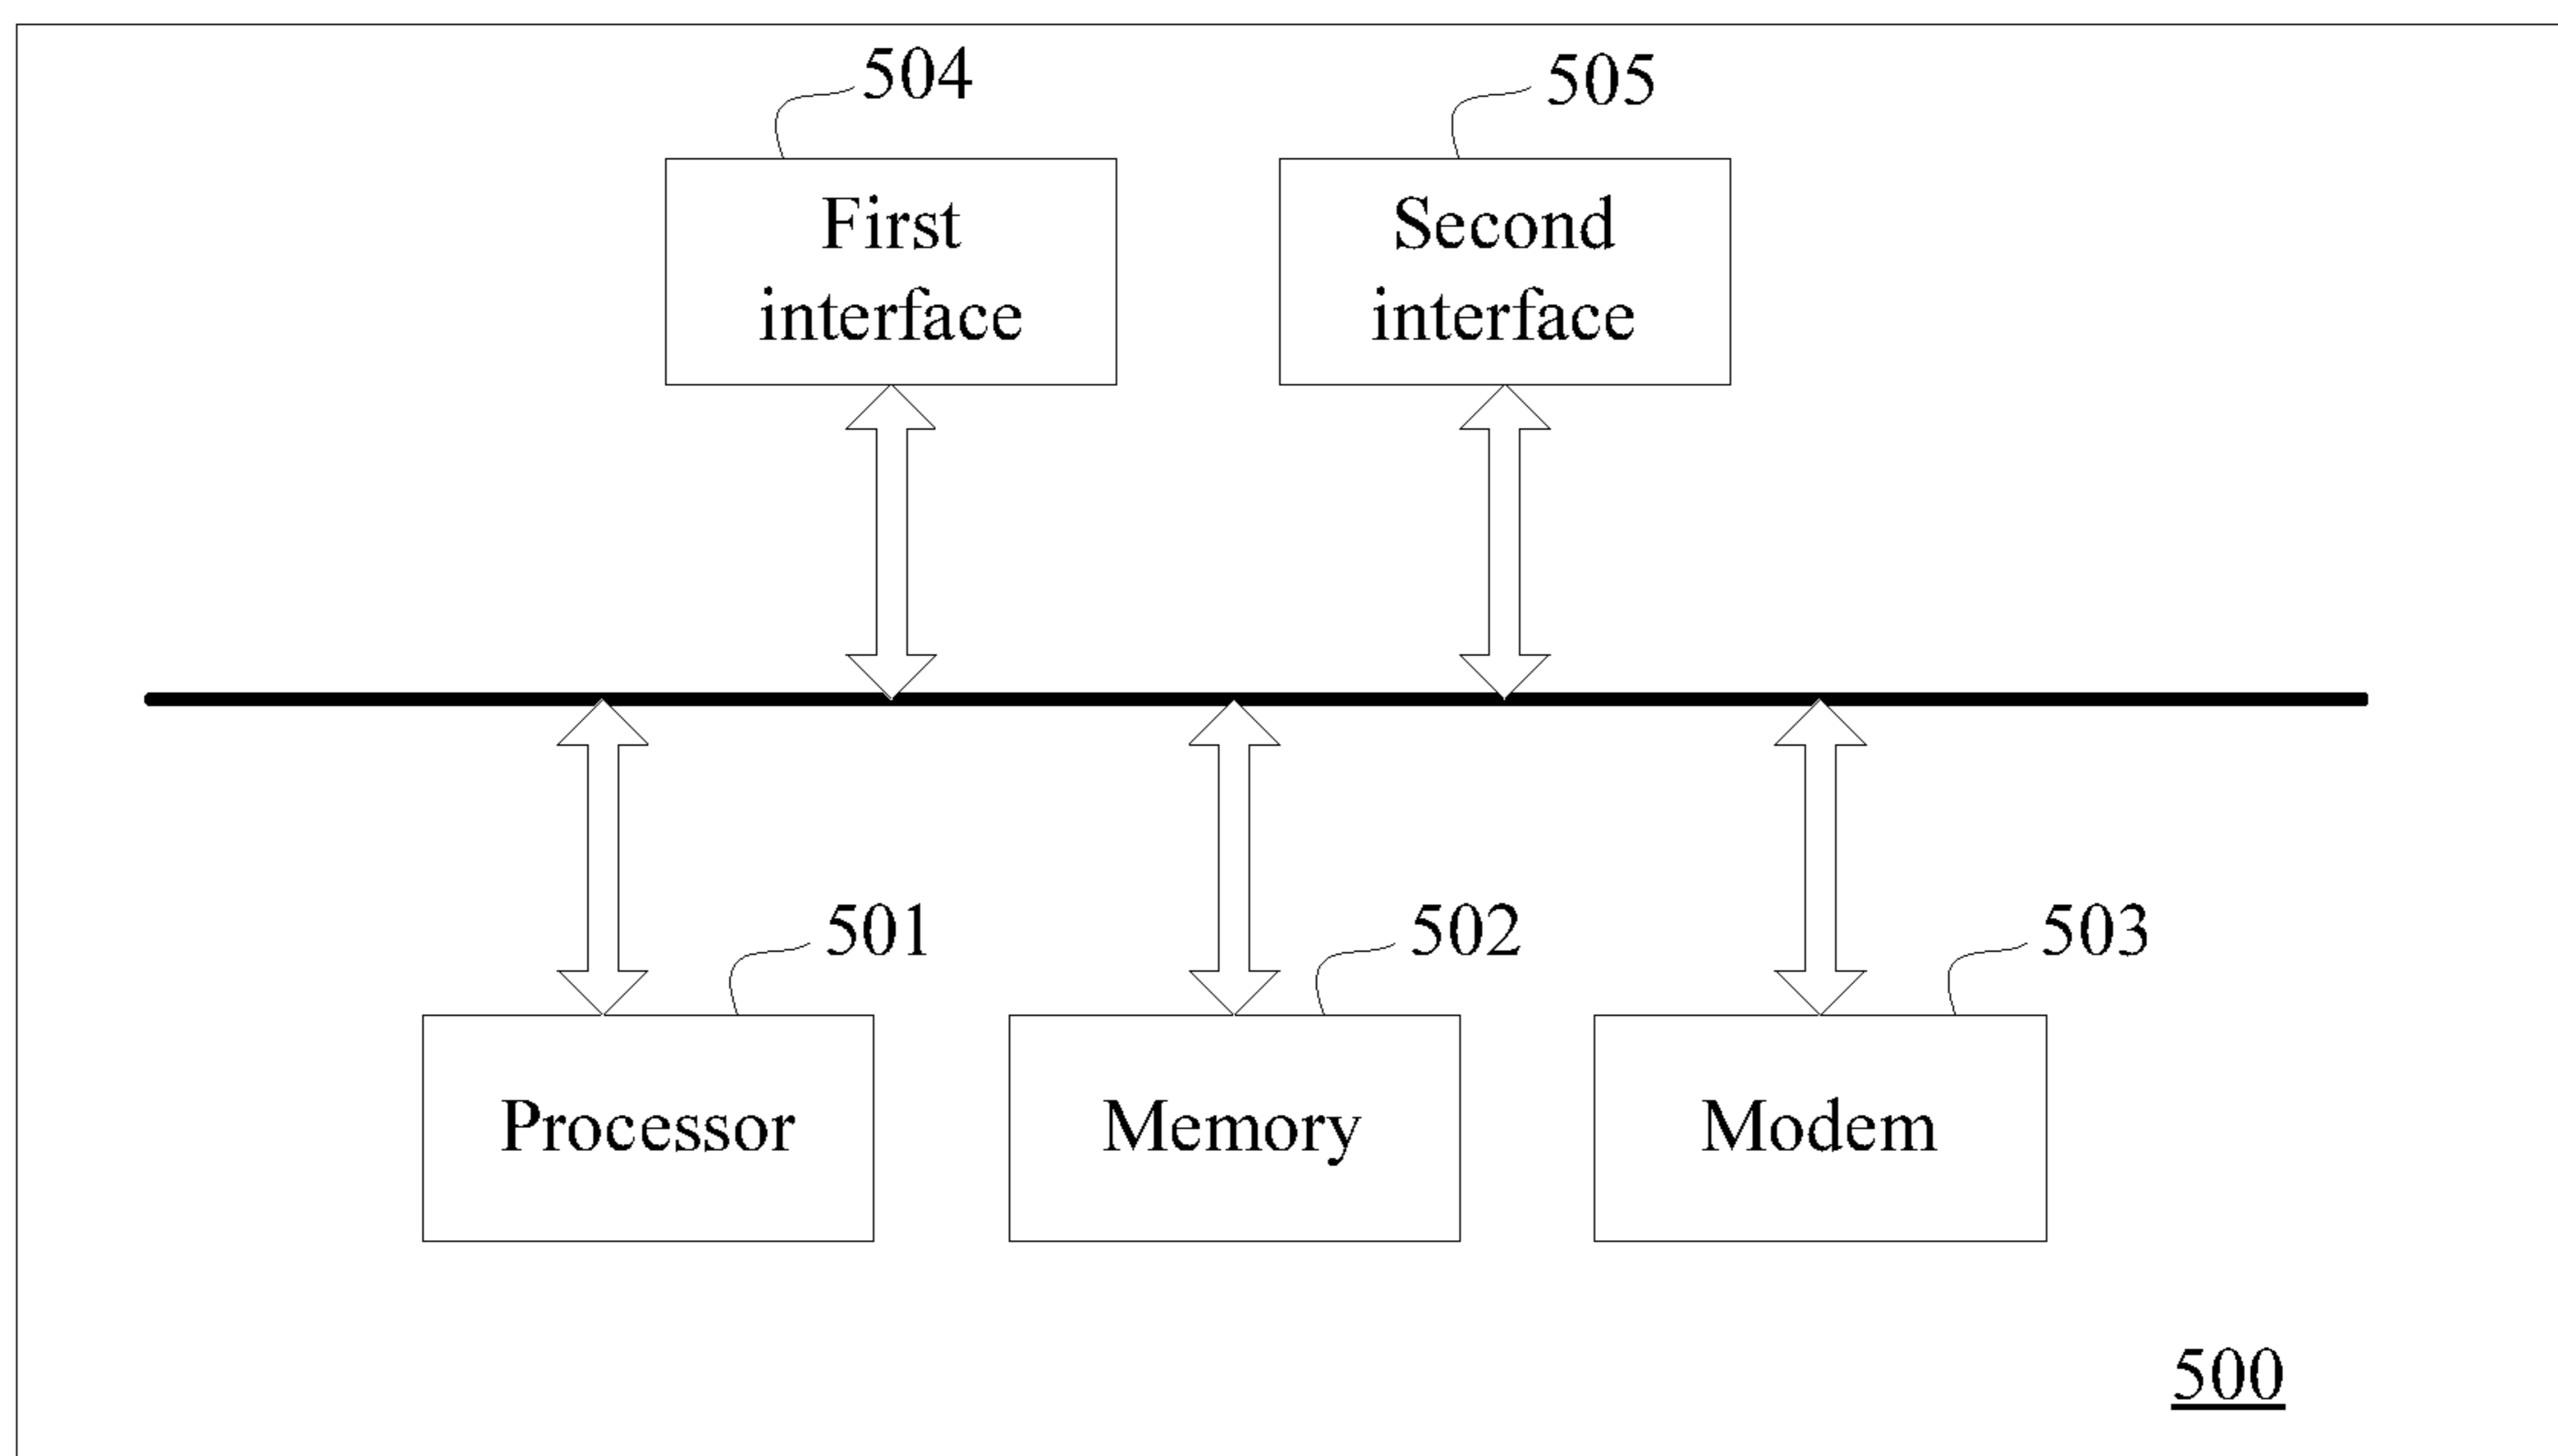 504
505
First
interface
Second
interface
501
502
503
Processor
Memory
Modem
500